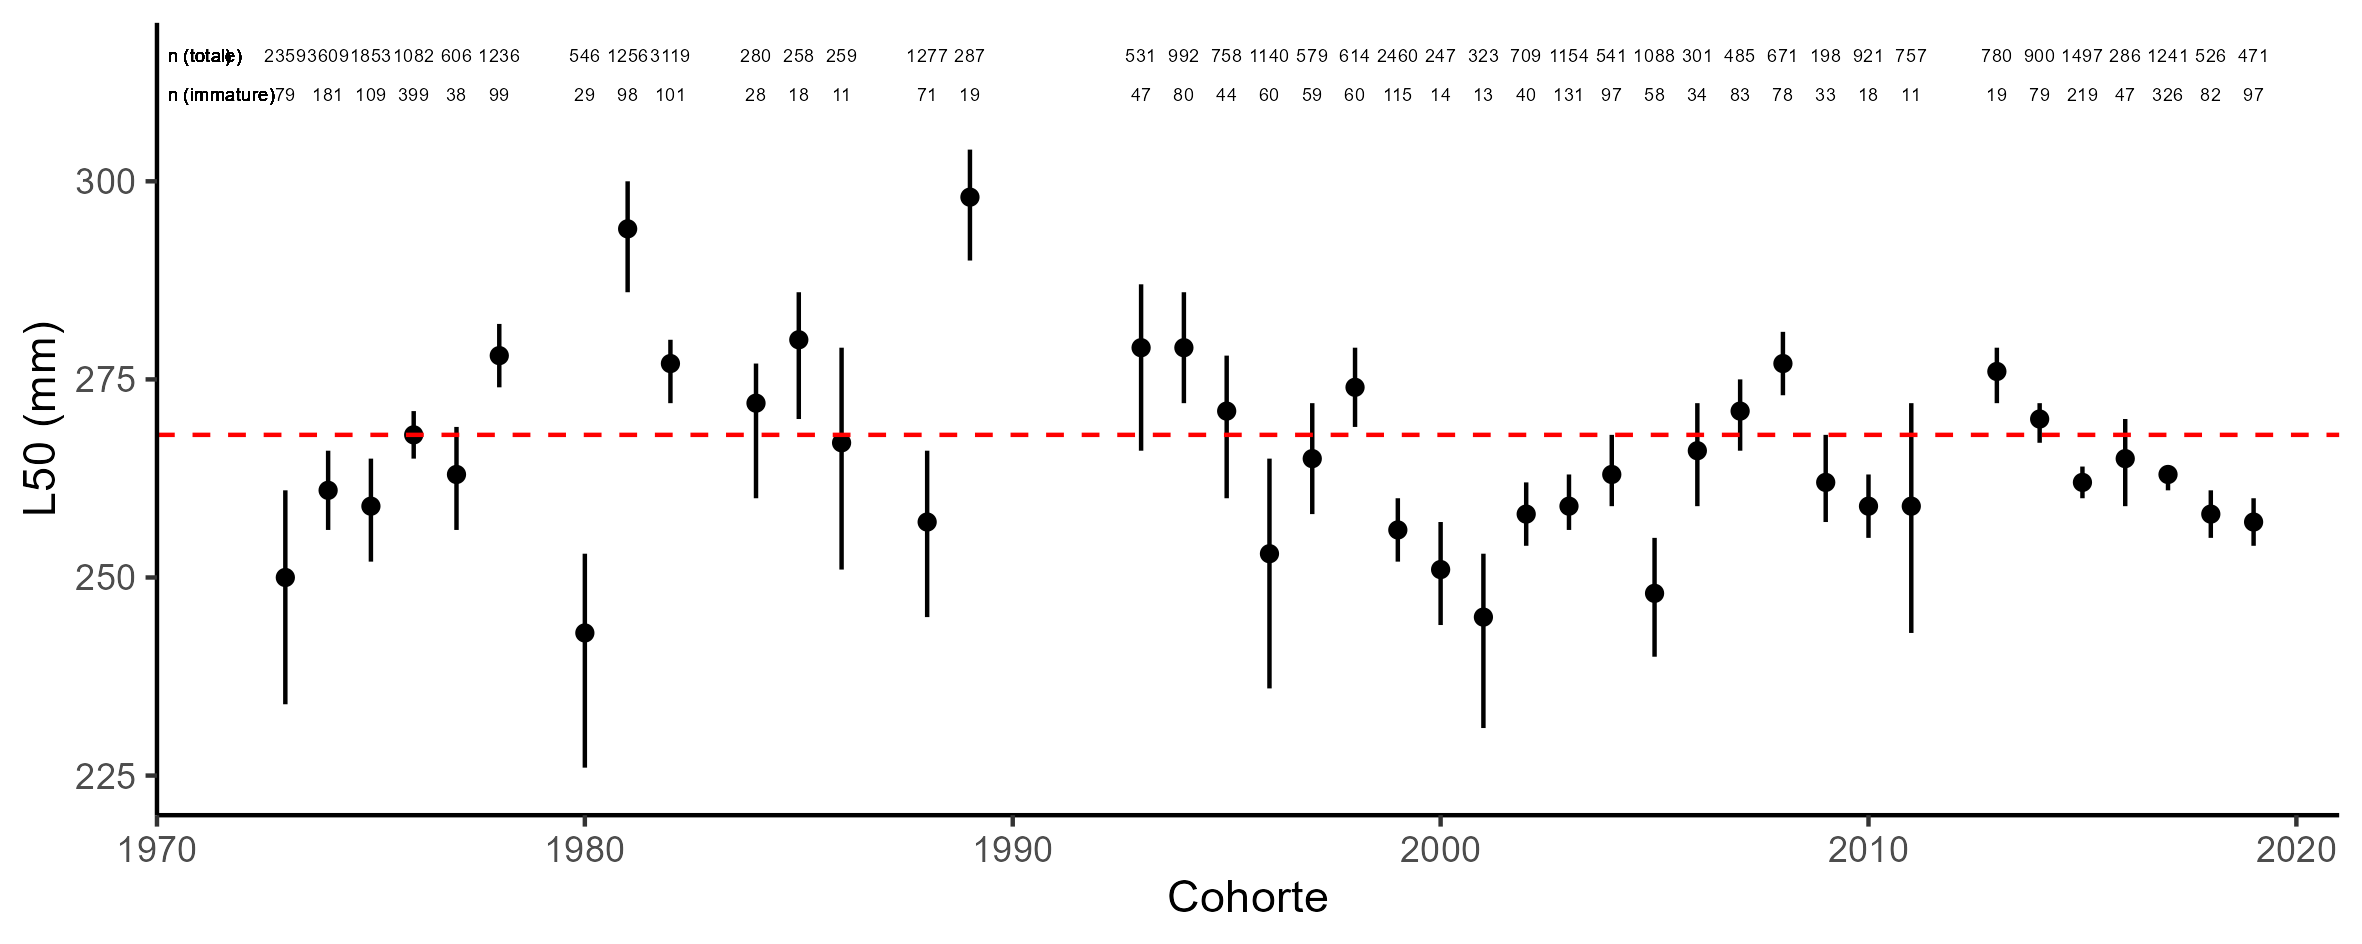 n (totale) 2359 3609 1853 1082 606 1236 546 1256 3119 280 258 259 1277 287 531 992 758 1140 579 614 2460 247 323 709 1154 541 1088 301 485 671 198 921 757 780 900 1497 286 1241 526 471
n (immature) 79 181 109 399 38 99 29 98 101 28 18 11 71 19 47 80 44 60 59 60 115 14 13 40 131 97 58 34 83 78 33 18 11 19 79 219 47 326 82 97
300
275
250
225
L50 (mm)
1970 1980 1990 2000 2010 2020
Cohorte